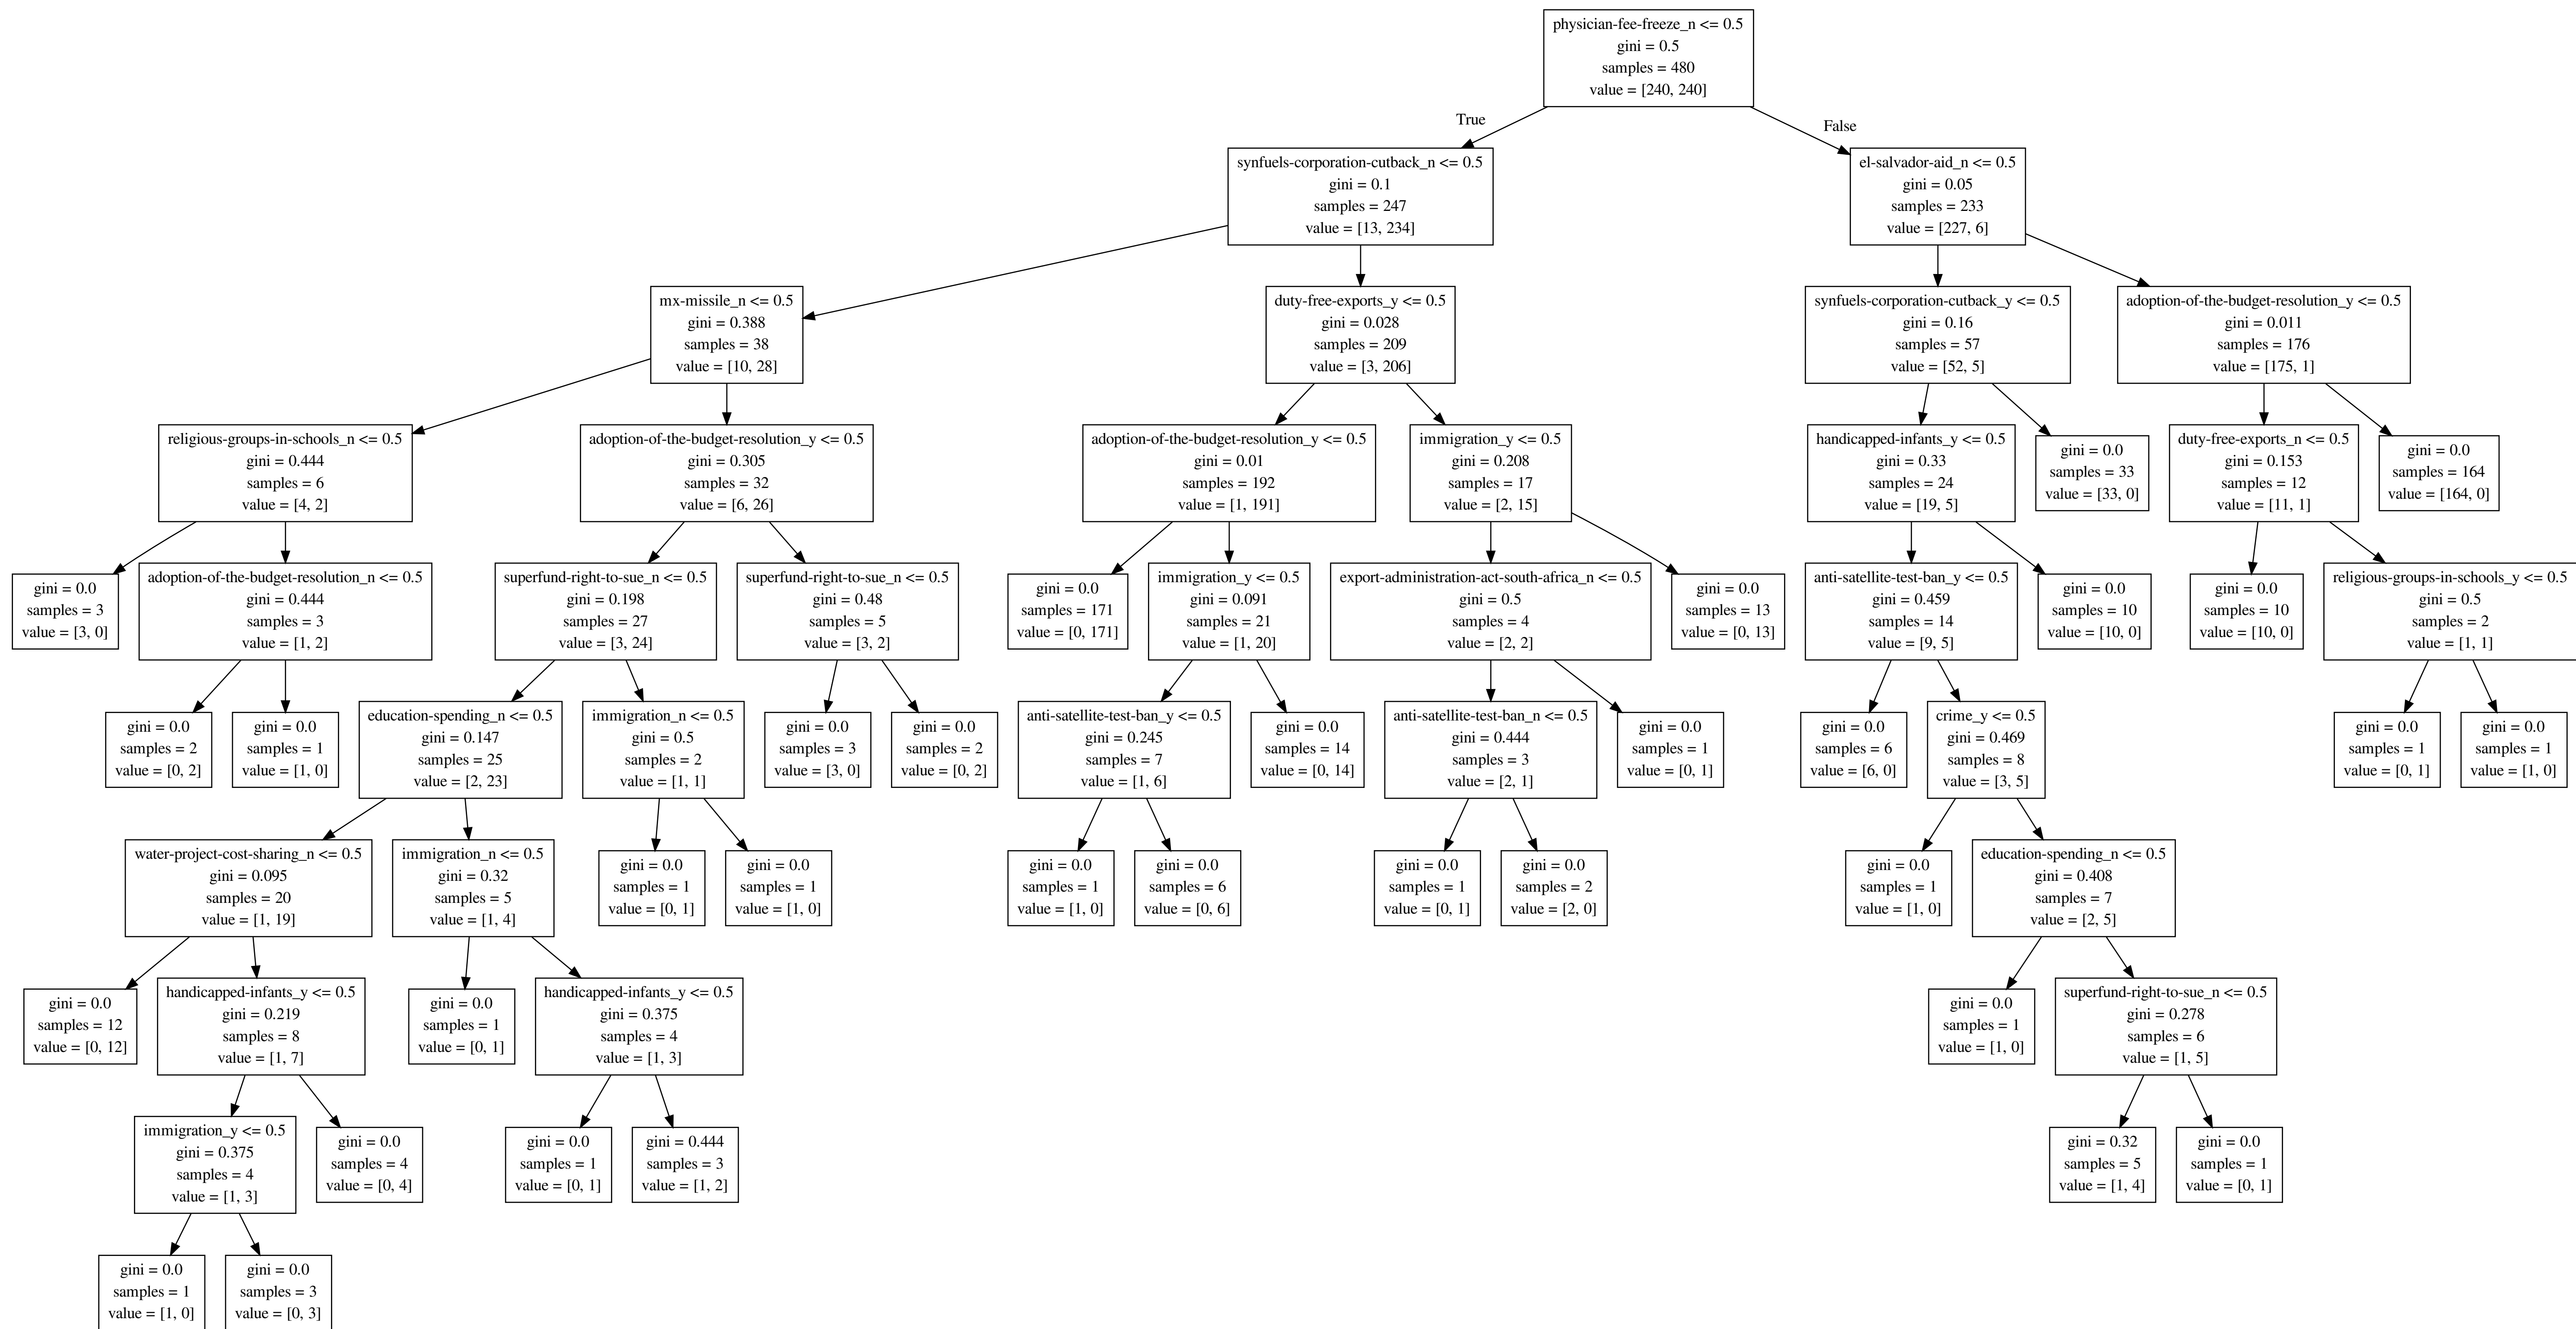 physician-fee-freeze_n <= 0.5
gini = 0.5
samples = 480
value = [240, 240]
True
False
synfuels-corporation-cutback_n <= 0.5
gini = 0.1
samples = 247
value = [13, 234]
el-salvador-aid_n <= 0.5
gini = 0.05
samples = 233
value = [227, 6]
mx-missile_n <= 0.5
gini = 0.388
samples = 38
value = [10, 28]
duty-free-exports_y <= 0.5
gini = 0.028
samples = 209
value = [3, 206]
synfuels-corporation-cutback_y <= 0.5
gini = 0.16
samples = 57
value = [52, 5]
adoption-of-the-budget-resolution_y <= 0.5
gini = 0.011
samples = 176
value = [175, 1]
religious-groups-in-schools_n <= 0.5
gini = 0.444
samples = 6
value = [4, 2]
adoption-of-the-budget-resolution_y <= 0.5
gini = 0.305
samples = 32
value = [6, 26]
adoption-of-the-budget-resolution_y <= 0.5
gini = 0.01
samples = 192
value = [1, 191]
immigration_y <= 0.5
gini = 0.208
samples = 17
value = [2, 15]
handicapped-infants_y <= 0.5
gini = 0.33
samples = 24
value = [19, 5]
gini = 0.0
samples = 33
value = [33, 0]
duty-free-exports_n <= 0.5
gini = 0.153
samples = 12
value = [11, 1]
gini = 0.0
samples = 164
value = [164, 0]
gini = 0.0
samples = 3
value = [3, 0]
adoption-of-the-budget-resolution_n <= 0.5
gini = 0.444
samples = 3
value = [1, 2]
superfund-right-to-sue_n <= 0.5
gini = 0.198
samples = 27
value = [3, 24]
superfund-right-to-sue_n <= 0.5
gini = 0.48
samples = 5
value = [3, 2]
gini = 0.0
samples = 171
value = [0, 171]
immigration_y <= 0.5
gini = 0.091
samples = 21
value = [1, 20]
export-administration-act-south-africa_n <= 0.5
gini = 0.5
samples = 4
value = [2, 2]
gini = 0.0
samples = 13
value = [0, 13]
anti-satellite-test-ban_y <= 0.5
gini = 0.459
samples = 14
value = [9, 5]
gini = 0.0
samples = 10
value = [10, 0]
gini = 0.0
samples = 10
value = [10, 0]
religious-groups-in-schools_y <= 0.5
gini = 0.5
samples = 2
value = [1, 1]
gini = 0.0
samples = 2
value = [0, 2]
gini = 0.0
samples = 1
value = [1, 0]
education-spending_n <= 0.5
gini = 0.147
samples = 25
value = [2, 23]
immigration_n <= 0.5
gini = 0.5
samples = 2
value = [1, 1]
gini = 0.0
samples = 3
value = [3, 0]
gini = 0.0
samples = 2
value = [0, 2]
anti-satellite-test-ban_y <= 0.5
gini = 0.245
samples = 7
value = [1, 6]
gini = 0.0
samples = 14
value = [0, 14]
anti-satellite-test-ban_n <= 0.5
gini = 0.444
samples = 3
value = [2, 1]
gini = 0.0
samples = 1
value = [0, 1]
gini = 0.0
samples = 6
value = [6, 0]
crime_y <= 0.5
gini = 0.469
samples = 8
value = [3, 5]
gini = 0.0
samples = 1
value = [0, 1]
gini = 0.0
samples = 1
value = [1, 0]
water-project-cost-sharing_n <= 0.5
gini = 0.095
samples = 20
value = [1, 19]
immigration_n <= 0.5
gini = 0.32
samples = 5
value = [1, 4]
gini = 0.0
samples = 1
value = [0, 1]
gini = 0.0
samples = 1
value = [1, 0]
gini = 0.0
samples = 1
value = [1, 0]
gini = 0.0
samples = 6
value = [0, 6]
gini = 0.0
samples = 1
value = [0, 1]
gini = 0.0
samples = 2
value = [2, 0]
gini = 0.0
samples = 1
value = [1, 0]
education-spending_n <= 0.5
gini = 0.408
samples = 7
value = [2, 5]
gini = 0.0
samples = 12
value = [0, 12]
handicapped-infants_y <= 0.5
gini = 0.219
samples = 8
value = [1, 7]
gini = 0.0
samples = 1
value = [0, 1]
handicapped-infants_y <= 0.5
gini = 0.375
samples = 4
value = [1, 3]
gini = 0.0
samples = 1
value = [1, 0]
superfund-right-to-sue_n <= 0.5
gini = 0.278
samples = 6
value = [1, 5]
immigration_y <= 0.5
gini = 0.375
samples = 4
value = [1, 3]
gini = 0.0
samples = 4
value = [0, 4]
gini = 0.0
samples = 1
value = [0, 1]
gini = 0.444
samples = 3
value = [1, 2]
gini = 0.32
samples = 5
value = [1, 4]
gini = 0.0
samples = 1
value = [0, 1]
gini = 0.0
samples = 1
value = [1, 0]
gini = 0.0
samples = 3
value = [0, 3]